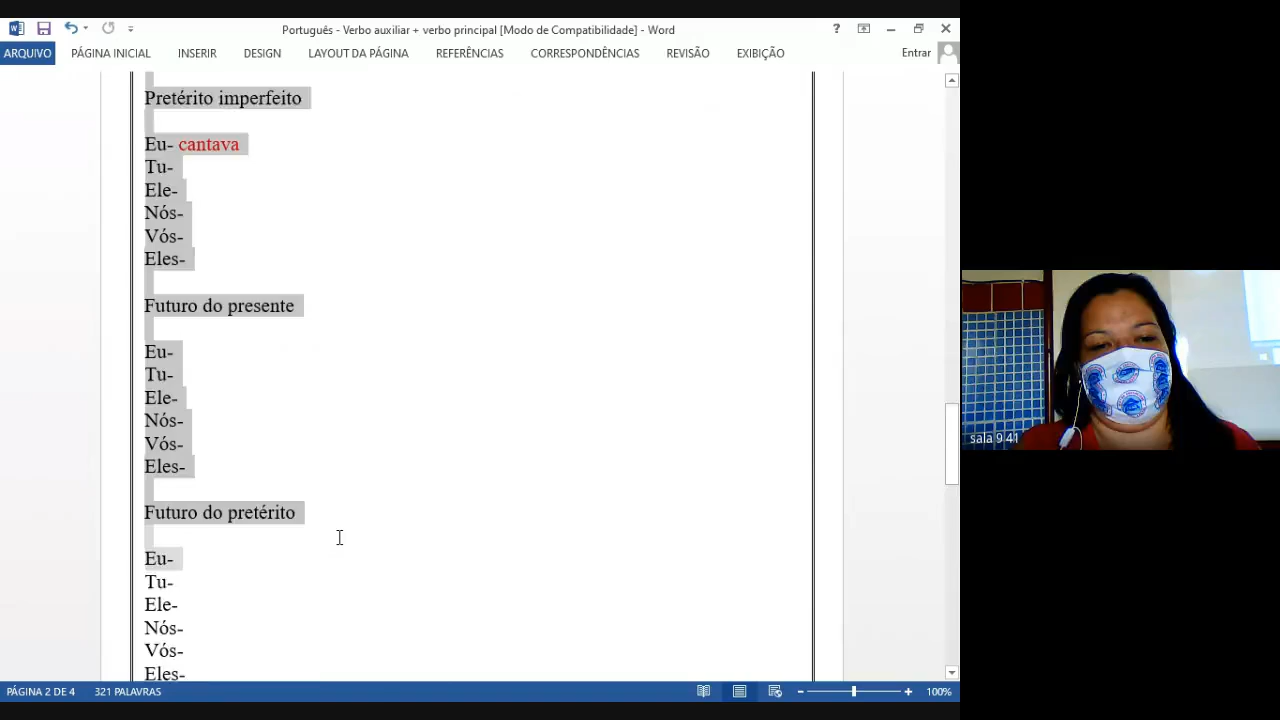 Português - Verbo auxiliar + verbo principal [Modo de Compatibilidade] - Word
ARQUIVO PÁGINA INICIAL INSERIR DESIGN LAYOUT DA PÁGINA REFERÊNCIAS CORRESPONDÊNCIAS REVISÃO EXIBIÇÃO Entrar
Pretérito imperfeito
Eu- cantava
Tu-
Ele-
Nós-
Vós-
Eles-
Futuro do presente
Eu-
Tu-
Ele-
Nós-
Vós-
Eles-
Futuro do pretérito
Eu-
Tu-
Ele-
Nós-
Vós-
Eles-
PÁGINA 2 DE 4 321 PALAVRAS 100%
sala 9 41